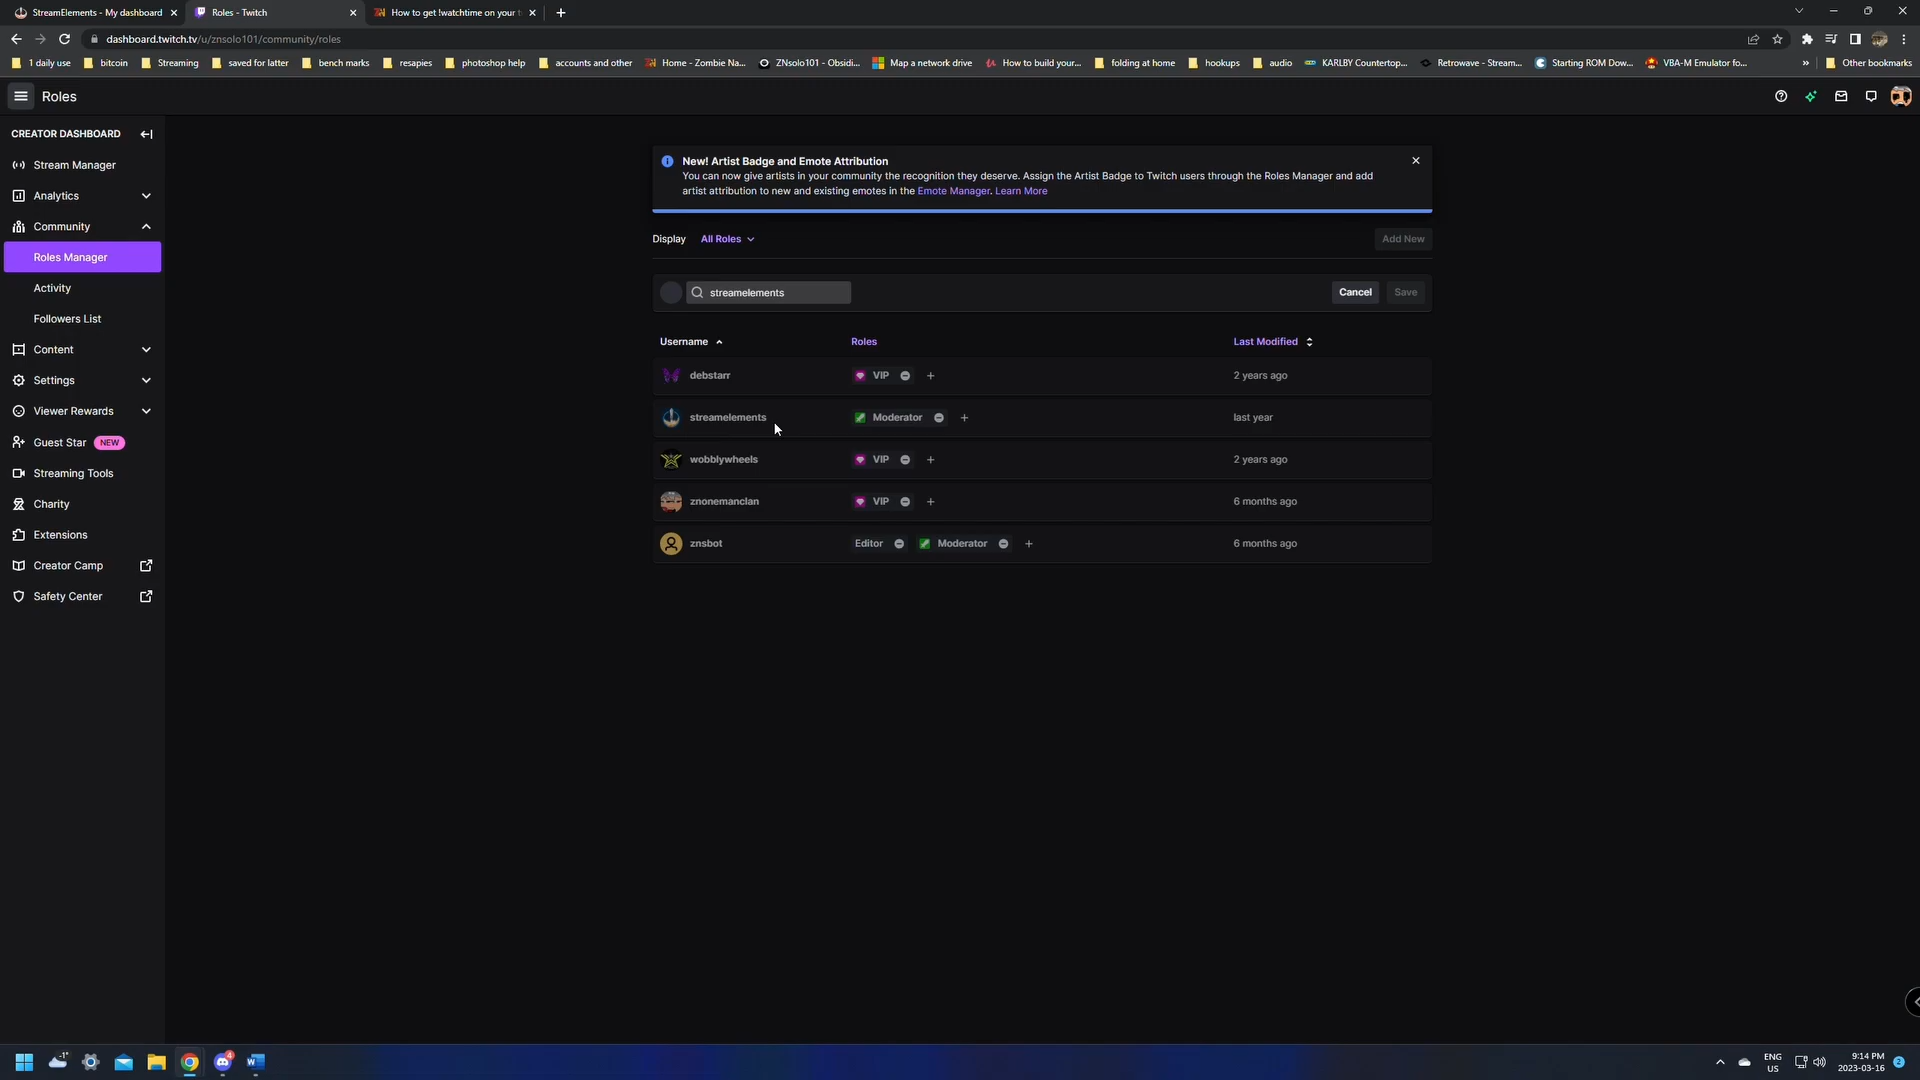 StreamElements - My dashboard
Roles - Twitch
How to get !watchtime on your t
dashboard.twitch.tv/u/znsolo101/community/roles
1 daily use
bitcoin
Streaming
saved for latter
bench marks
resapies
photoshop help
accounts and other
Home - Zombie Na...
ZNsolo101 - Obsidi...
Map a network drive
How to build your...
folding at home
hookups
audio
KARLBY Countertop...
Retrowave - Stream...
Starting ROM Dow...
VBA-M Emulator fo...
»
Other bookmarks
Roles
CREATOR DASHBOARD
Stream Manager
Analytics
Community
Roles Manager
Activity
Followers List
Content
Settings
Viewer Rewards
Guest Star NEW
Streaming Tools
Charity
Extensions
Creator Camp
Safety Center
New! Artist Badge and Emote Attribution
You can now give artists in your community the recognition they deserve. Assign the Artist Badge to Twitch users through the Roles Manager and add
artist attribution to new and existing emotes in the Emote Manager. Learn More
Display All Roles Add New
streamelements Cancel Save
Username Roles Last Modified
debstarr VIP 2 years ago
streamelements Moderator last year
wobblywheels VIP 2 years ago
znonemanclan VIP 6 months ago
znsbot Editor Moderator 6 months ago
-1°
4
ENG
US
9:14 PM
2023-03-16
2